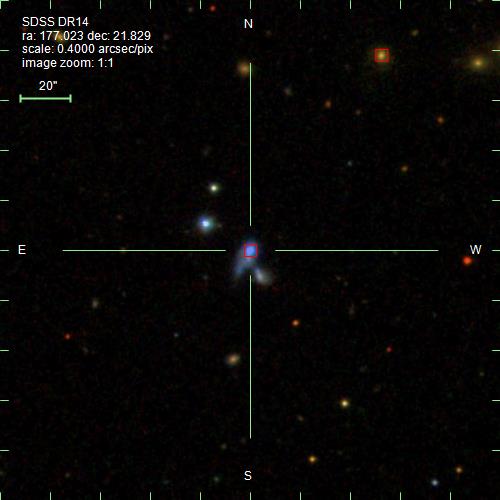 SDSS DR14
ra: 177.023 dec: 21.829
scale: 0.4000 arcsec/pix
image zoom: 1:1
20"
N
E
W
S